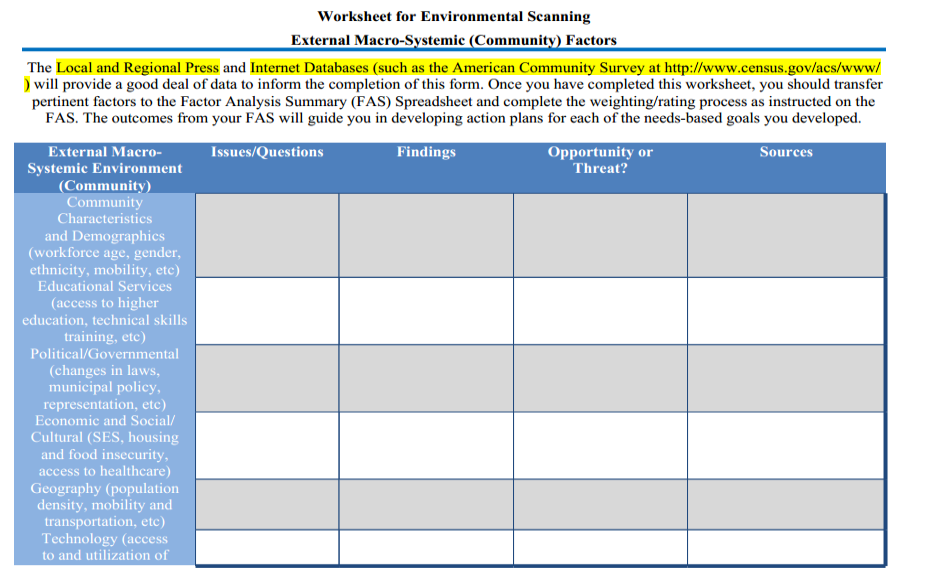 Worksheet for Environmental Scanning
External Macro-Systemic (Community) Factors
The Local and Regional Press and Internet Databases (such as the American Community Survey at http://www.census.gov/acs/www/
) will provide a good deal of data to inform the completion of this form. Once you have completed this worksheet, you should transfer
pertinent factors to the Factor Analysis Summary (FAS) Spreadsheet and complete the weighting/rating process as instructed on the
FAS. The outcomes from your FAS will guide you in developing action plans for each of the needs-based goals you developed.
External Macro-
Systemic Environment
(Community)
Issues/Questions
Findings
Opportunity or
Threat?
Sources
Community
Characteristics
and Demographics
(workforce age, gender,
ethnicity, mobility, etc)
Educational Services
(access to higher
education, technical skills
training, etc)
Political/Governmental
(changes in laws,
municipal policy,
representation, etc)
Economic and Social/
Cultural (SES, housing
and food insecurity,
access to healthcare)
Geography (population
density, mobility and
transportation, etc)
Technology (access
to and utilization of